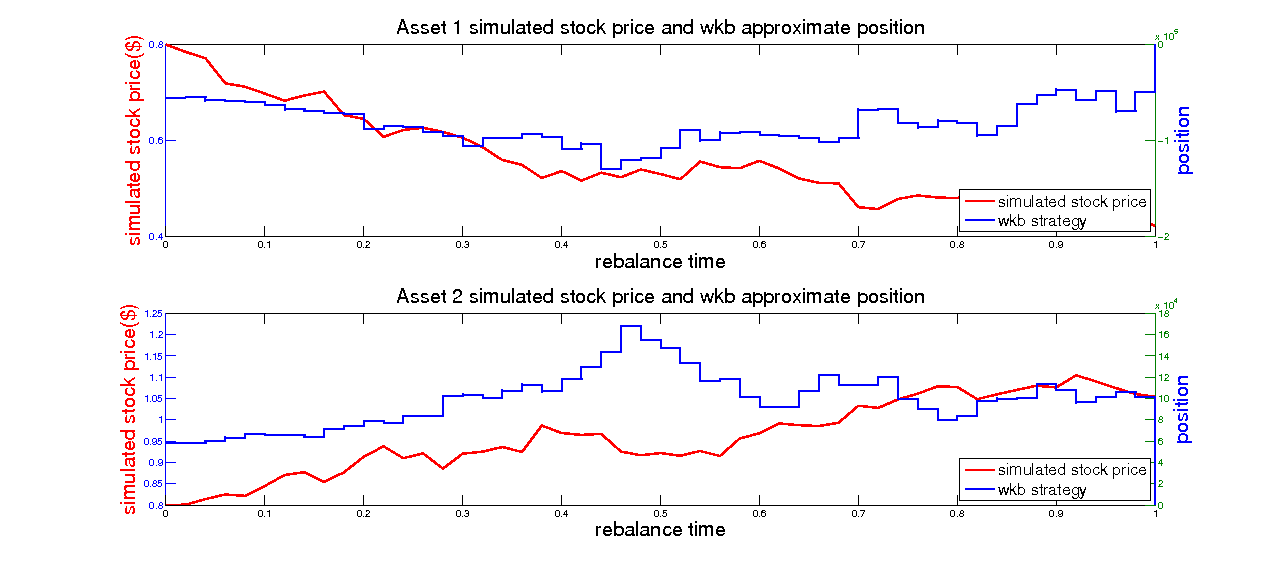 Asset 1 simulated stock price and wkb approximate position
x 10^5
0.8
0.6
0.4
0
-1
-2
simulated stock price($)
position
simulated stock price
wkb strategy
0 0.1 0.2 0.3 0.4 0.5 0.6 0.7 0.8 0.9 1
rebalance time
Asset 2 simulated stock price and wkb approximate position
x 10^4
1.25
1.2
1.15
1.1
1.05
1
0.95
0.9
0.85
0.8
18
16
14
12
10
8
6
4
2
0
simulated stock price($)
position
simulated stock price
wkb strategy
0 0.1 0.2 0.3 0.4 0.5 0.6 0.7 0.8 0.9 1
rebalance time